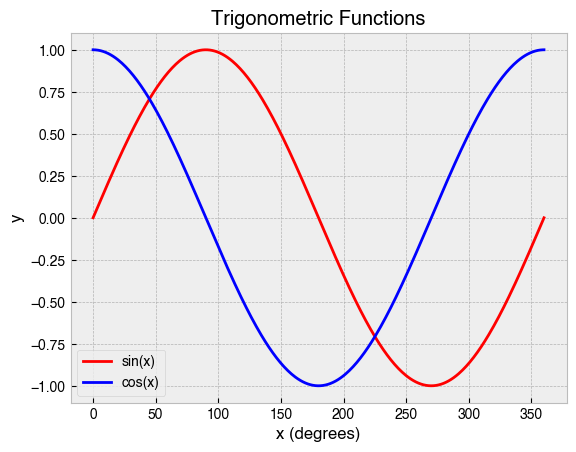 Trigonometric Functions
1.00
0.75
0.50
0.25
0.00
−0.25
−0.50
−0.75
−1.00
y
sin(x)
cos(x)
0 50 100 150 200 250 300 350
x (degrees)